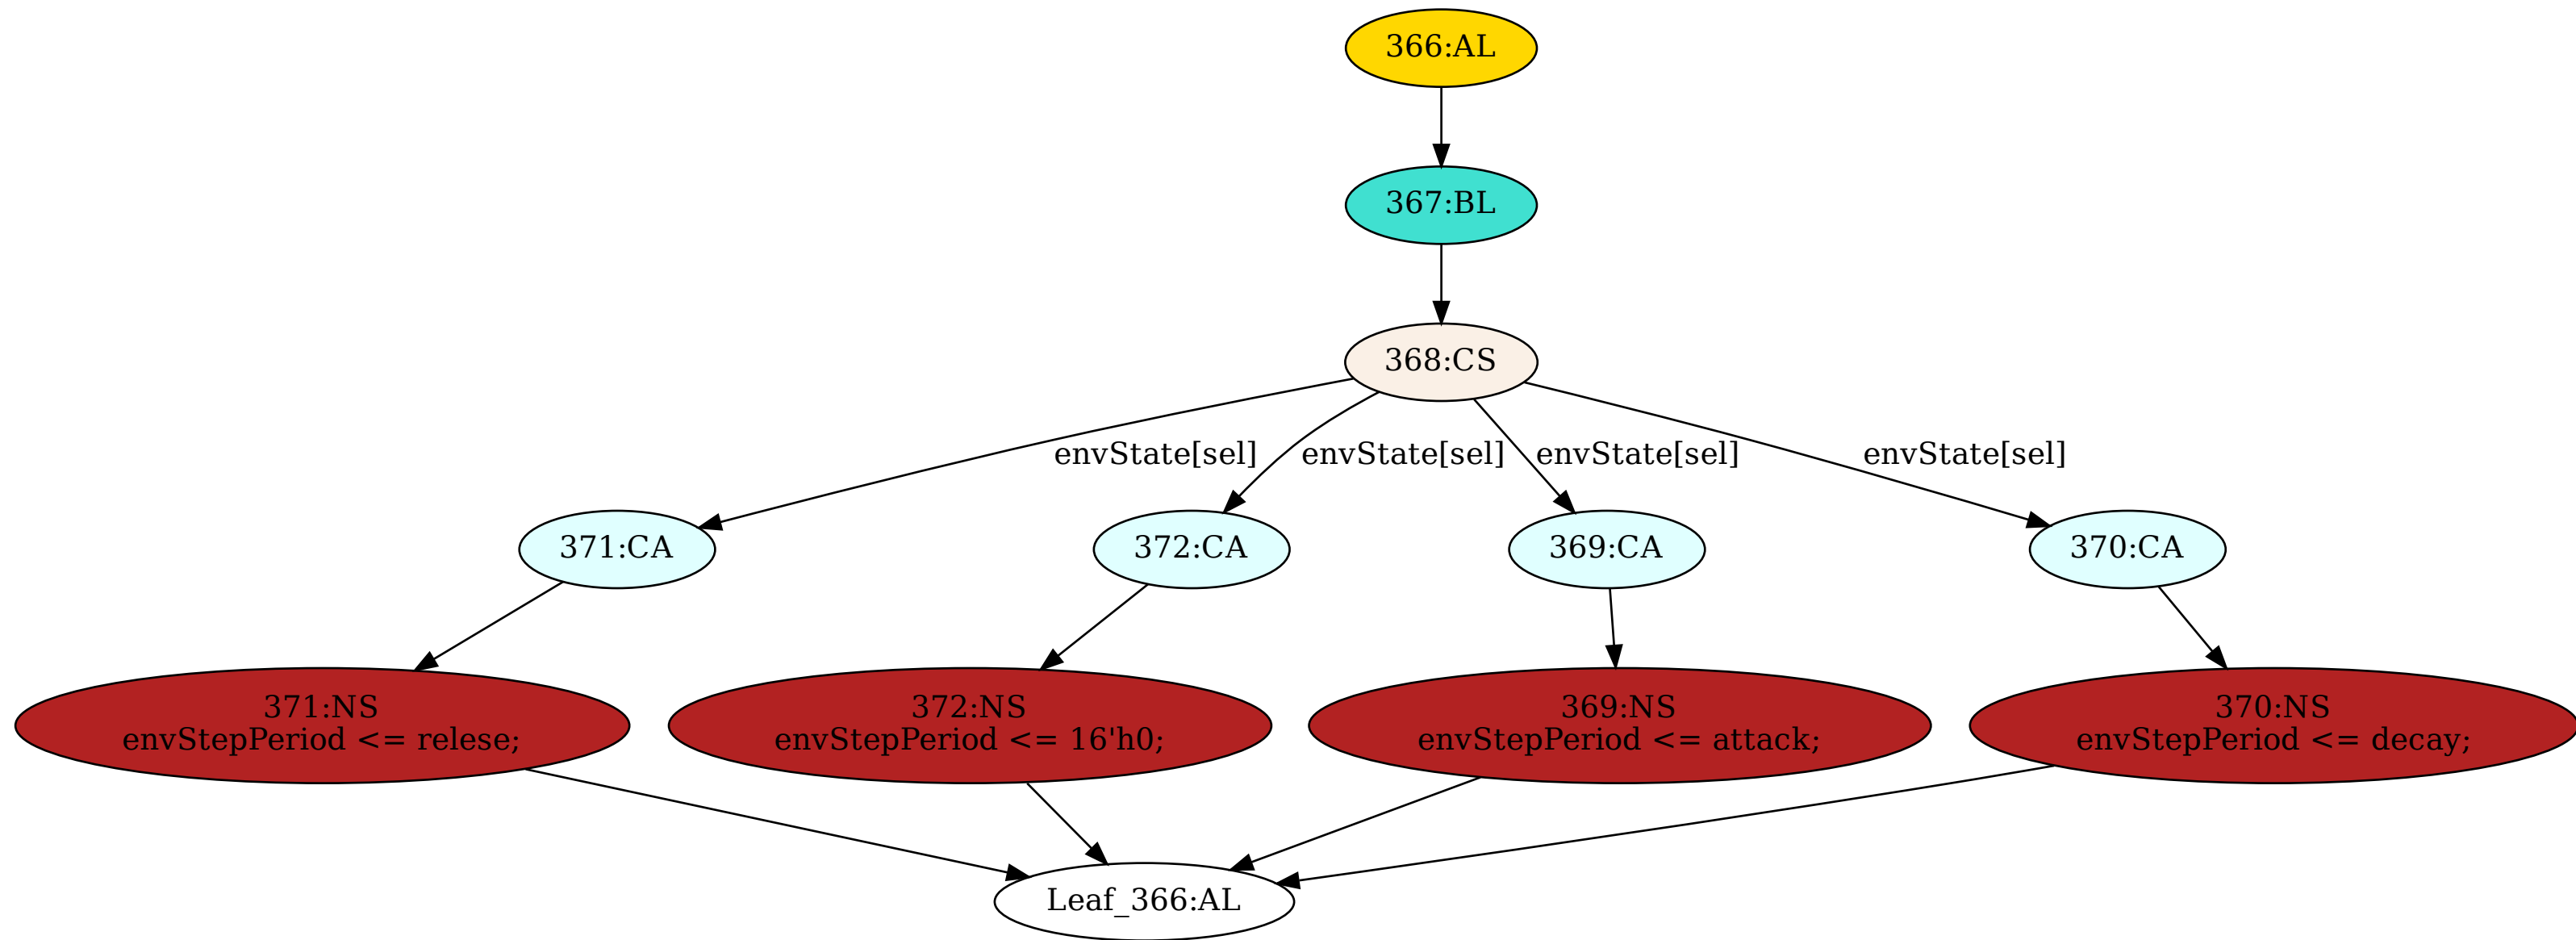 366:AL
367:BL
368:CS
envState[sel]
envState[sel]
envState[sel]
envState[sel]
371:CA
372:CA
369:CA
370:CA
371:NS
envStepPeriod <= relese;
372:NS
envStepPeriod <= 16'h0;
369:NS
envStepPeriod <= attack;
370:NS
envStepPeriod <= decay;
Leaf_366:AL